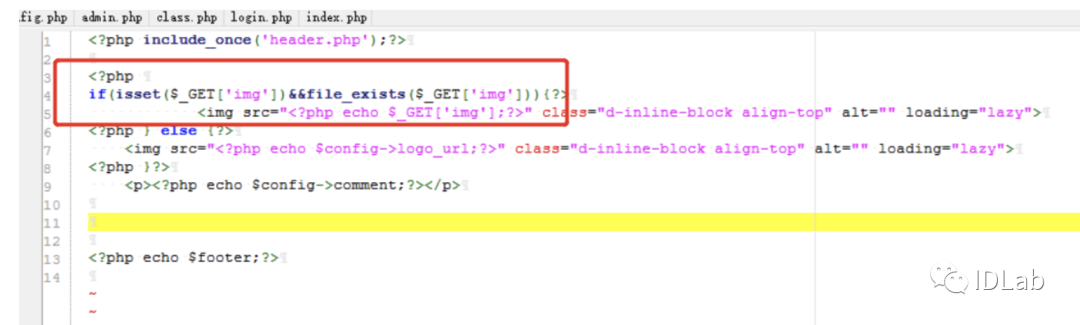 .fig.php admin.php class.php login.php index.php
1 <?php include_once('header.php');?>
2
3 <?php
4 if(isset($_GET['img'])&&file_exists($_GET['img'])){?>
5 <img src="<?php echo $_GET['img'];?>" class="d-inline-block align-top" alt="" loading="lazy">
6 <?php } else {?>
7 <img src="<?php echo $config->logo_url;?>" class="d-inline-block align-top" alt="" loading="lazy">
8 <?php }?>
9 <p><?php echo $config->comment;?></p>
10
11
12
13 <?php echo $footer;?>
14
~
~
IDLab